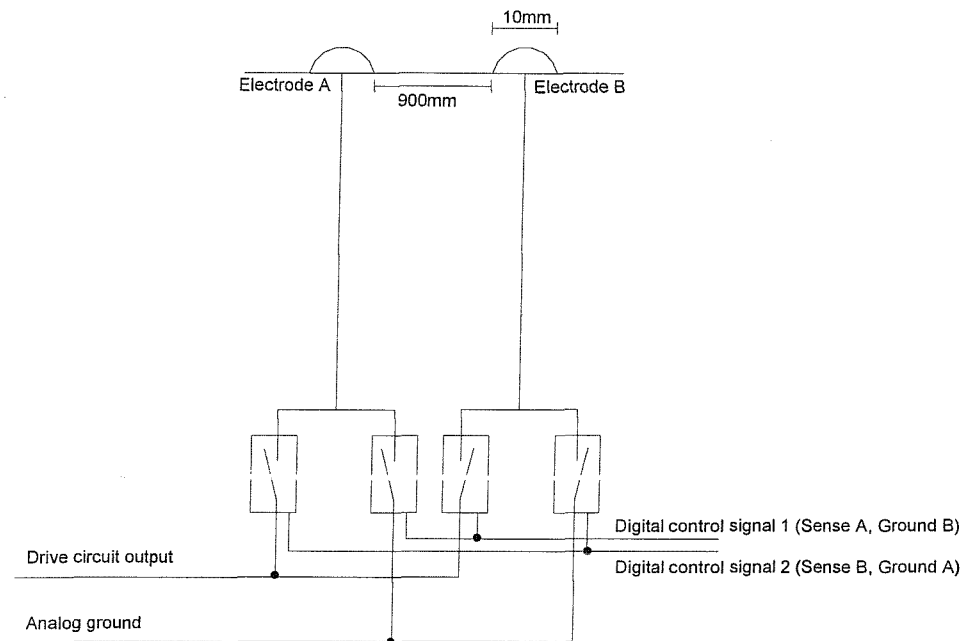 10mm
Electrode A
Electrode B
900mm
Digital control signal 1 (Sense A, Ground B)
Drive circuit output
Digital control signal 2 (Sense B, Ground A)
Analog ground